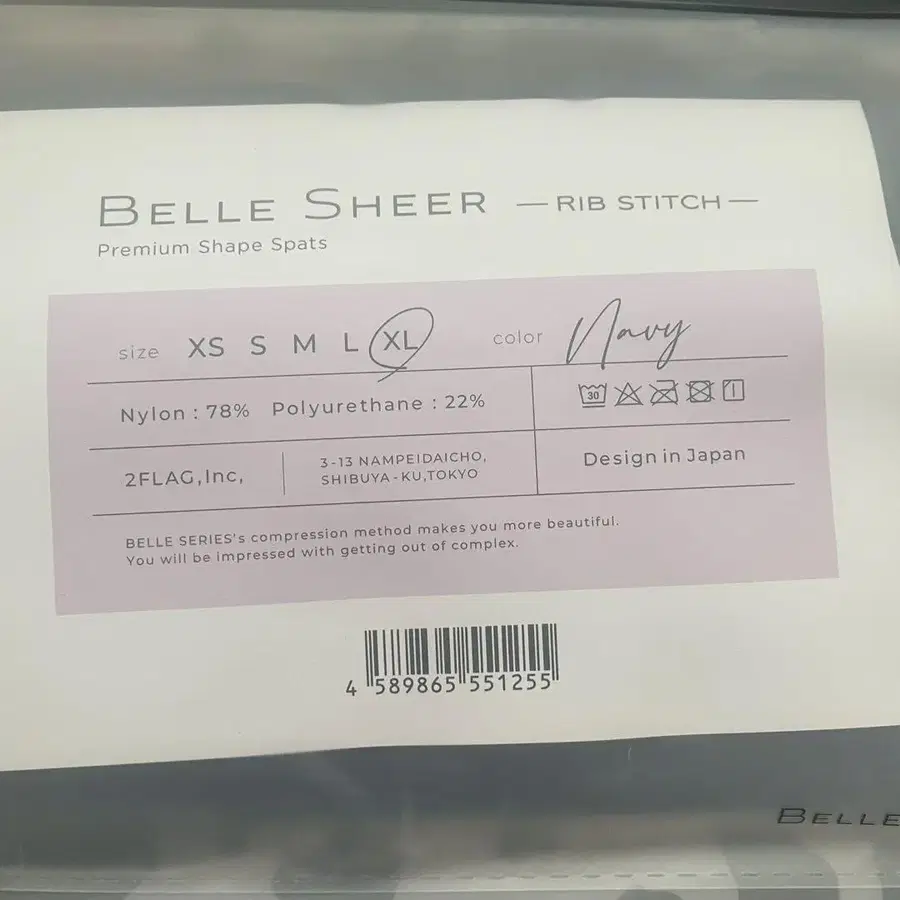 BELLE SHEER —RIB STITCH—
Premium Shape Spats
size XS S M L XL color Navy
Nylon : 78% Polyurethane : 22%
30
2FLAG,Inc,
3-13 NAMPEIDAICHO,
SHIBUYA-KU,TOKYO
Design in Japan
BELLE SERIES's compression method makes you more beautiful.
You will be impressed with getting out of complex.
4 589865 551255
BELLE